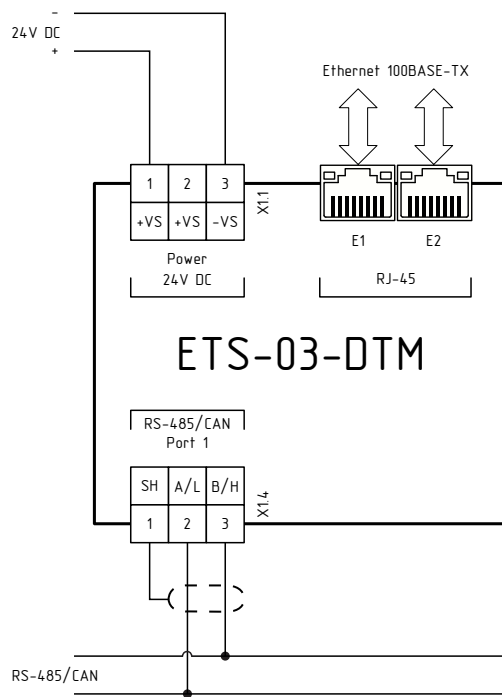 -
24V DC
+
Ethernet 100BASE-TX
1 2 3
+VS +VS -VS
X1.1
E1 E2
Power
24V DC
RJ-45
ETS-03-DTM
RS-485/CAN
Port 1
SH A/L B/H
1 2 3
X1.4
RS-485/CAN